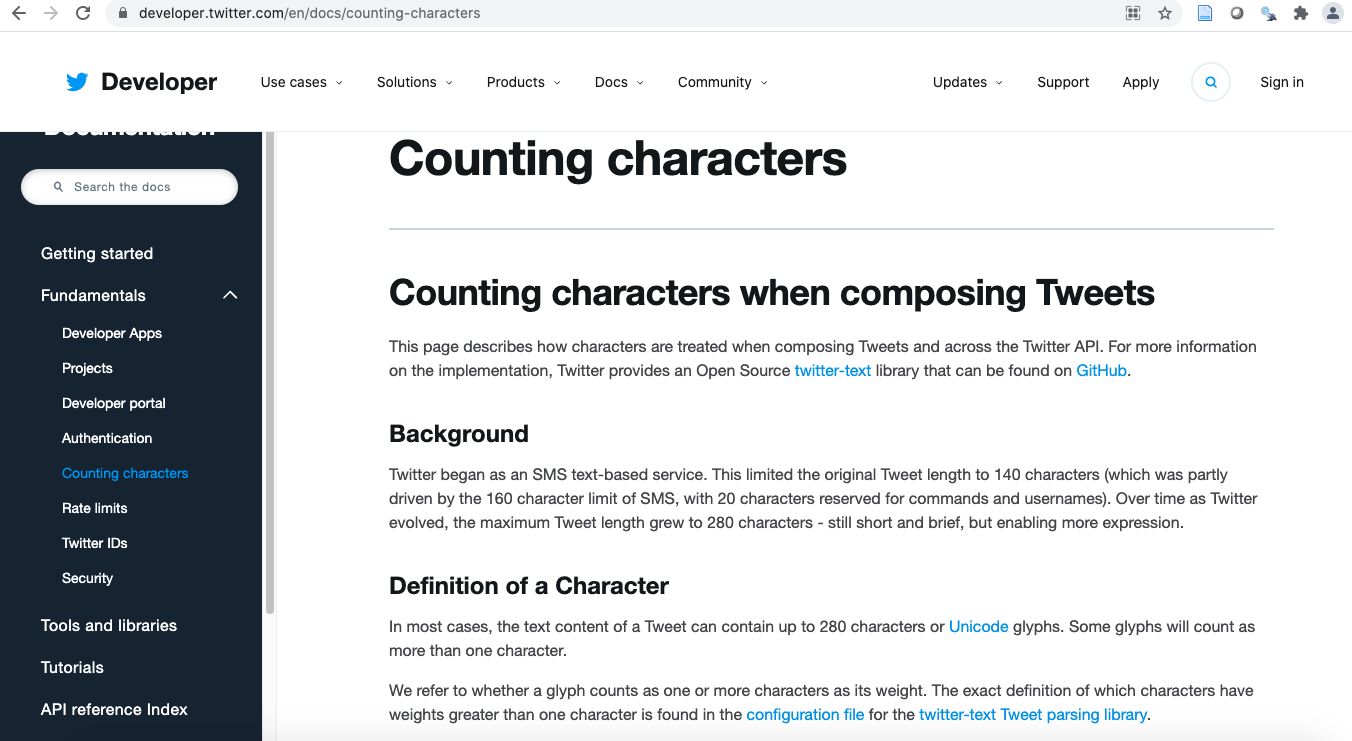 developer.twitter.com/en/docs/counting-characters
Developer
Use cases
Solutions
Products
Docs
Community
Updates
Support
Apply
Sign in
Documentation
Search the docs
Getting started
Fundamentals
Developer Apps
Projects
Developer portal
Authentication
Counting characters
Rate limits
Twitter IDs
Security
Tools and libraries
Tutorials
API reference Index
Counting characters
Counting characters when composing Tweets
This page describes how characters are treated when composing Tweets and across the Twitter API. For more information
on the implementation, Twitter provides an Open Source twitter-text library that can be found on GitHub.
Background
Twitter began as an SMS text-based service. This limited the original Tweet length to 140 characters (which was partly
driven by the 160 character limit of SMS, with 20 characters reserved for commands and usernames). Over time as Twitter
evolved, the maximum Tweet length grew to 280 characters - still short and brief, but enabling more expression.
Definition of a Character
In most cases, the text content of a Tweet can contain up to 280 characters or Unicode glyphs. Some glyphs will count as
more than one character.
We refer to whether a glyph counts as one or more characters as its weight. The exact definition of which characters have
weights greater than one character is found in the configuration file for the twitter-text Tweet parsing library.